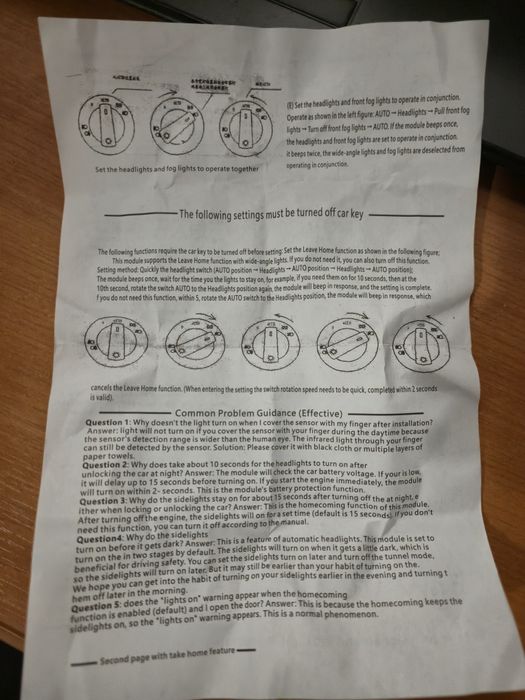 (8) Set the headlights and front fog lights to operate in conjunction.
Operate as shown in the left figure: AUTO → Headlights → Pull front fog
lights → Turn off front fog lights → AUTO. If the module beeps once,
the headlights and front fog lights are set to operate in conjunction.
it beeps twice, the wide-angle lights and fog lights are deselected from
operating in conjunction.
Set the headlights and fog lights to operate together
The following settings must be turned off car key
The following functions require the car key to be turned off before setting: Set the Leave Home function as shown in the following figure;
This module supports the Leave Home function with wide-angle lights. If you do not need it, you can also turn off this function.
Setting method: Quickly the headlight switch (AUTO position → Headlights → AUTO position → Headlights → AUTO position);
The module beeps once, wait for the time you the lights to stay on, for example, if you need them on for 10 seconds, then at the
10th second, rotate the switch AUTO to the Headlights position again, the module will beep in response, and the setting is complete.
f you do not need this function, within 5, rotate the AUTO switch to the Headlights position, the module will beep in response, which
cancels the Leave Home function. (When entering the setting the switch rotation speed needs to be quick, completed within 2 seconds
is valid).
Common Problem Guidance (Effective)
Question 1: Why doesn't the light turn on when I cover the sensor with my finger after installation?
Answer: light will not turn on if you cover the sensor with your finger during the daytime because
the sensor's detection range is wider than the human eye. The infrared light through your finger
can still be detected by the sensor. Solution: Please cover it with black cloth or multiple layers of
paper towels.
Question 2: Why does take about 10 seconds for the headlights to turn on after
unlocking the car at night? Answer: The module will check the car battery voltage. If your is low,
it will delay up to 15 seconds before turning on. If you start the engine immediately, the module
will turn on within 2- seconds. This is the module's battery protection function.
Question 3: Why do the sidelights stay on for about 15 seconds after turning off the at night, e
ither when locking or unlocking the car? Answer: This is the homecoming function of this module.
After turning off the engine, the sidelights will on for a set time (default is 15 seconds). If you don't
need this function, you can turn it off according to the manual.
Question4: Why do the sidelights
turn on before it gets dark? Answer: This is a feature of automatic headlights. This module is set to
turn on the in two stages by default. The sidelights will turn on when it gets a little dark, which is
beneficial for driving safety. You can set the sidelights turn on later and turn off the tunnel mode,
so the sidelights will turn on later. But it may still be earlier than your habit of turning on the.
We hope you can get into the habit of turning on your sidelights earlier in the evening and turning t
hem off later in the morning.
Question 5: does the "lights on" warning appear when the homecoming
function is enabled (default) and I open the door? Answer: This is because the homecoming keeps the
sidelights on, so the "lights on" warning appears. This is a normal phenomenon.
Second page with take home feature